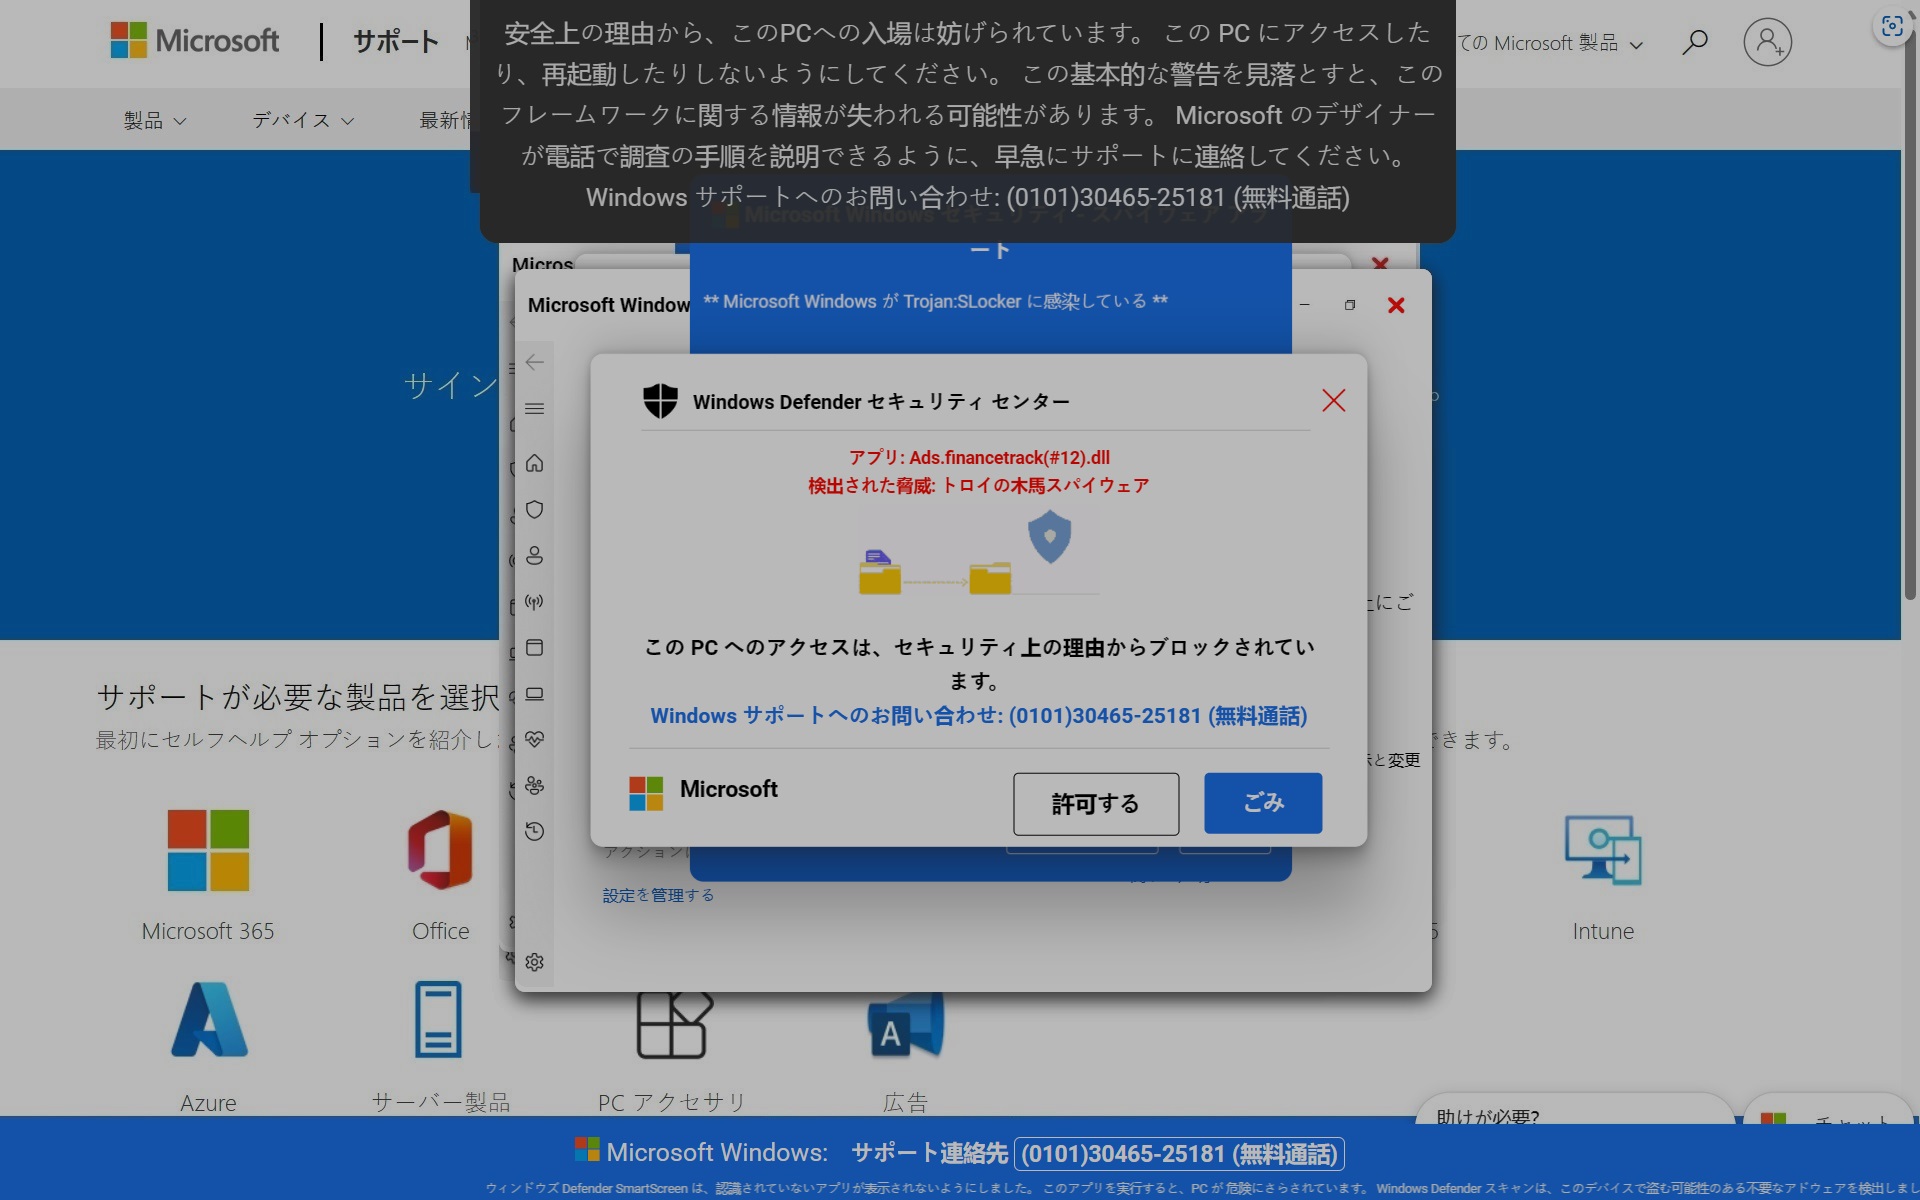 Microsoft
サポート
安全上の理由から、このPCへの入場は妨げられています。 この PC にアクセスした
り、再起動したりしないようにしてください。 この基本的な警告を見落とすと、この
フレームワークに関する情報が失われる可能性があります。 Microsoft のデザイナー
が電話で調査の手順を説明できるように、早急にサポートに連絡してください。
Windows サポートへのお問い合わせ: (0101)30465-25181 (無料通話)
ての Microsoft 製品
製品
デバイス
最新情
Microsoft Windows セキュリティ - スパイウェア アラ
ート
Micros
Microsoft Window
** Microsoft Windows が Trojan:SLocker に感染している **
サイン
Windows Defender セキュリティ センター
アプリ: Ads.financetrack(#12).dll
検出された脅威: トロイの木馬スパイウェア
この PC へのアクセスは、セキュリティ上の理由からブロックされてい
ます。
Windows サポートへのお問い合わせ: (0101)30465-25181 (無料通話)
Microsoft
許可する
ごみ
にご
と変更
設定を管理する
サポートが必要な製品を選択
最初にセルフヘルプ オプションを紹介し
きます。
Microsoft 365
Office
Intune
Azure
サーバー製品
PC アクセサリ
広告
助けが必要?
チャット
Microsoft Windows: サポート連絡先 (0101)30465-25181 (無料通話)
ウィンドウズ Defender SmartScreen は、認識されていないアプリが表示されないようにしました。 このアプリを実行すると、PC が危険にさらされています。 Windows Defender スキャンは、このデバイスで盗む可能性のある不要なアドウェアを検出しまし